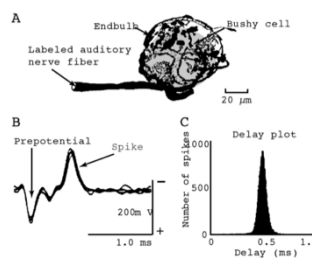 A
Endbulb
Bushy cell
Labeled auditory
nerve fiber
20 µm
B
Prepotential
Spike
−
200m V
+
1.0 ms
C
Delay plot
Number of spikes
1000
500
0
0
0.5
1.
Delay (ms)